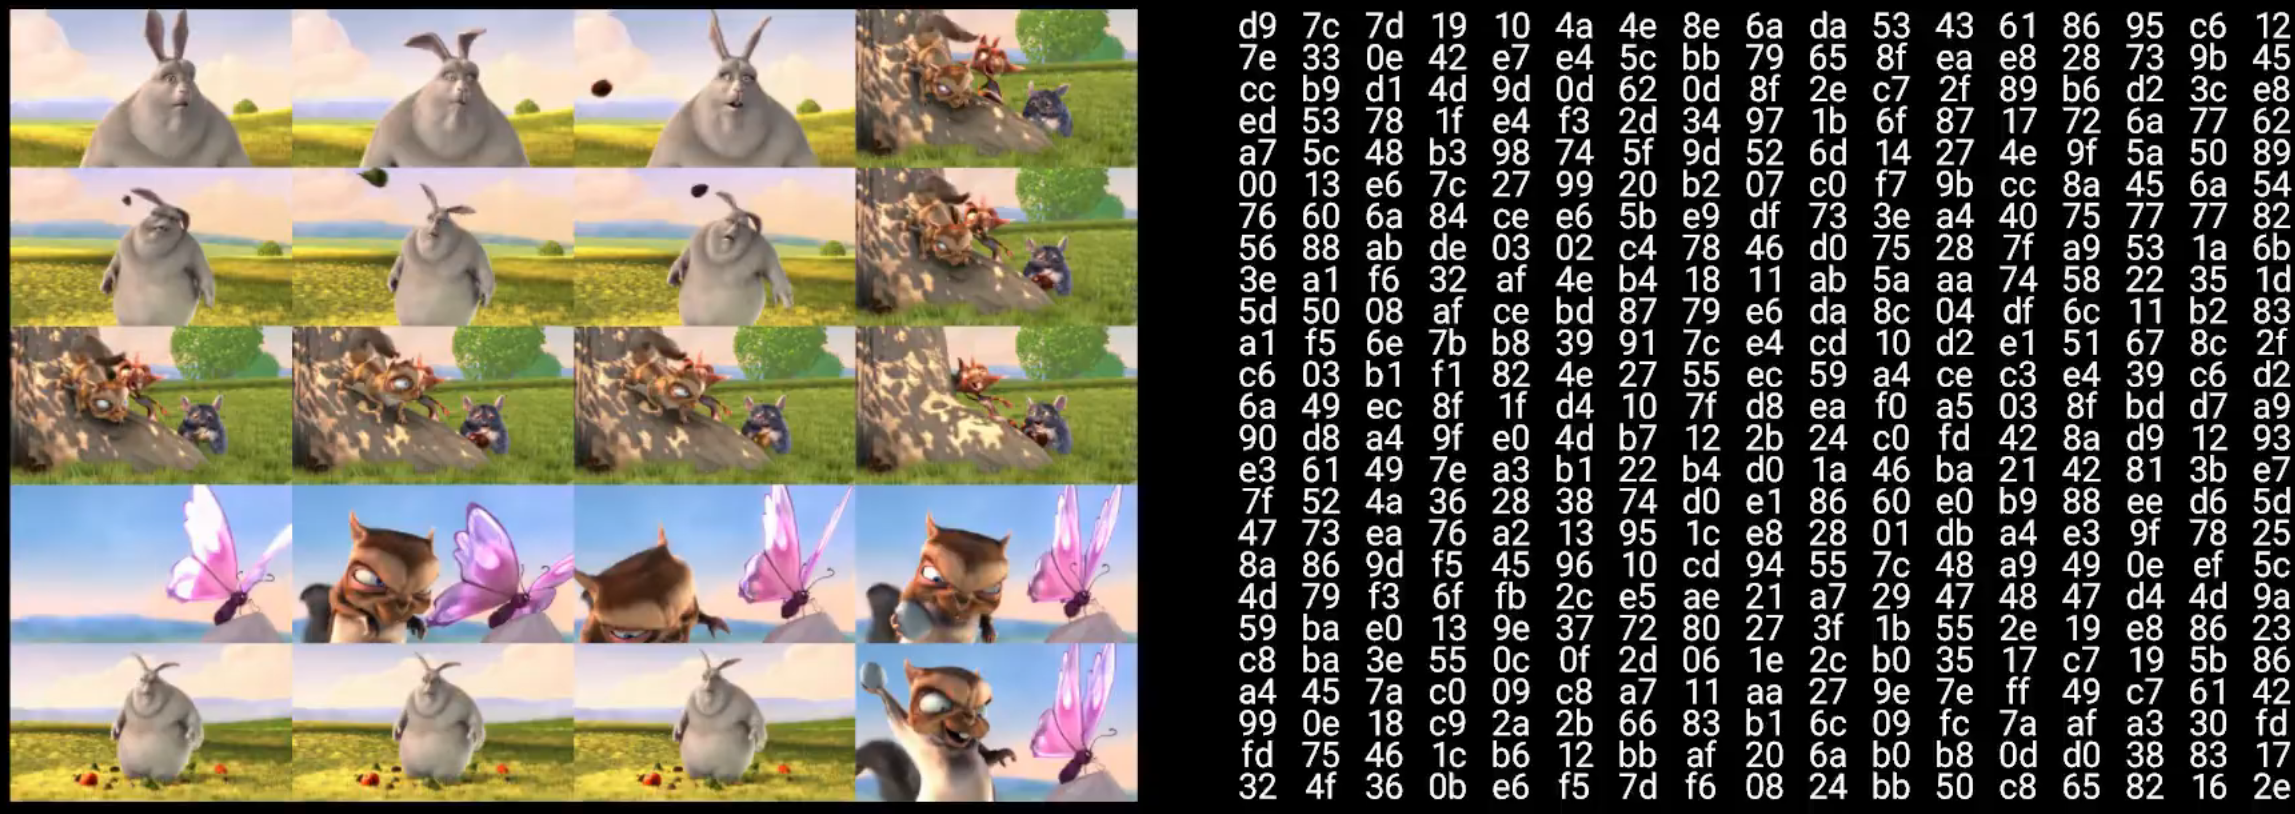 d9 7c 7d 19 10 4a 4e 8e 6a da 53 43 61 86 95 c6 12
7e 33 0e 42 e7 e4 5c bb 79 65 8f ea e8 28 73 9b 45
cc b9 d1 4d 9d 0d 62 0d 8f 2e c7 2f 89 b6 d2 3c e8
ed 53 78 1f e4 f3 2d 34 97 1b 6f 87 17 72 6a 77 62
a7 5c 48 b3 98 74 5f 9d 52 6d 14 27 4e 9f 5a 50 89
00 13 e6 7c 27 99 20 b2 07 c0 f7 9b cc 8a 45 6a 54
76 60 6a 84 ce e6 5b e9 df 73 3e a4 40 75 77 77 82
56 88 ab de 03 02 c4 78 46 d0 75 28 7f a9 53 1a 6b
3e a1 f6 32 af 4e b4 18 11 ab 5a aa 74 58 22 35 1d
5d 50 08 af ce bd 87 79 e6 da 8c 04 df 6c 11 b2 83
a1 f5 6e 7b b8 39 91 7c e4 cd 10 d2 e1 51 67 8c 2f
c6 03 b1 f1 82 4e 27 55 ec 59 a4 ce c3 e4 39 c6 d2
6a 49 ec 8f 1f d4 10 7f d8 ea f0 a5 03 8f bd d7 a9
90 d8 a4 9f e0 4d b7 12 2b 24 c0 fd 42 8a d9 12 93
e3 61 49 7e a3 b1 22 b4 d0 1a 46 ba 21 42 81 3b e7
7f 52 4a 36 28 38 74 d0 e1 86 60 e0 b9 88 ee d6 5d
47 73 ea 76 a2 13 95 1c e8 28 01 db a4 e3 9f 78 25
8a 86 9d f5 45 96 10 cd 94 55 7c 48 a9 49 0e ef 5c
4d 79 f3 6f fb 2c e5 ae 21 a7 29 47 48 47 d4 4d 9a
59 ba e0 13 9e 37 72 80 27 3f 1b 55 2e 19 e8 86 23
c8 ba 3e 55 0c 0f 2d 06 1e 2c b0 35 17 c7 19 5b 86
a4 45 7a c0 09 c8 a7 11 aa 27 9e 7e ff 49 c7 61 42
99 0e 18 c9 2a 2b 66 83 b1 6c 09 fc 7a af a3 30 fd
fd 75 46 1c b6 12 bb af 20 6a b0 b8 0d d0 38 83 17
32 4f 36 0b e6 f5 7d f6 08 24 bb 50 c8 65 82 16 2e